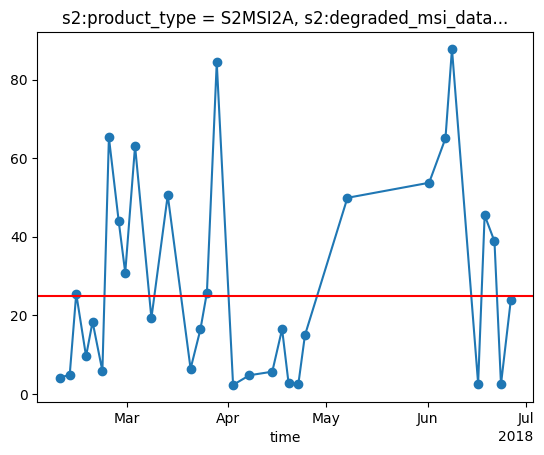 s2:product_type = S2MSI2A, s2:degraded_msi_data...
80
60
40
20
0
Mar Apr May Jun Jul
time 2018